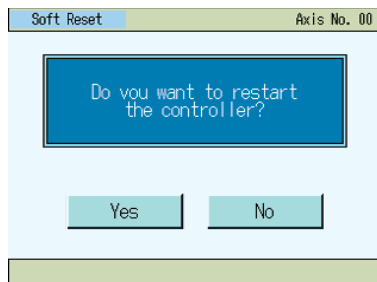 Soft Reset Axis No. 00
Do you want to restart
the controller?
Yes No